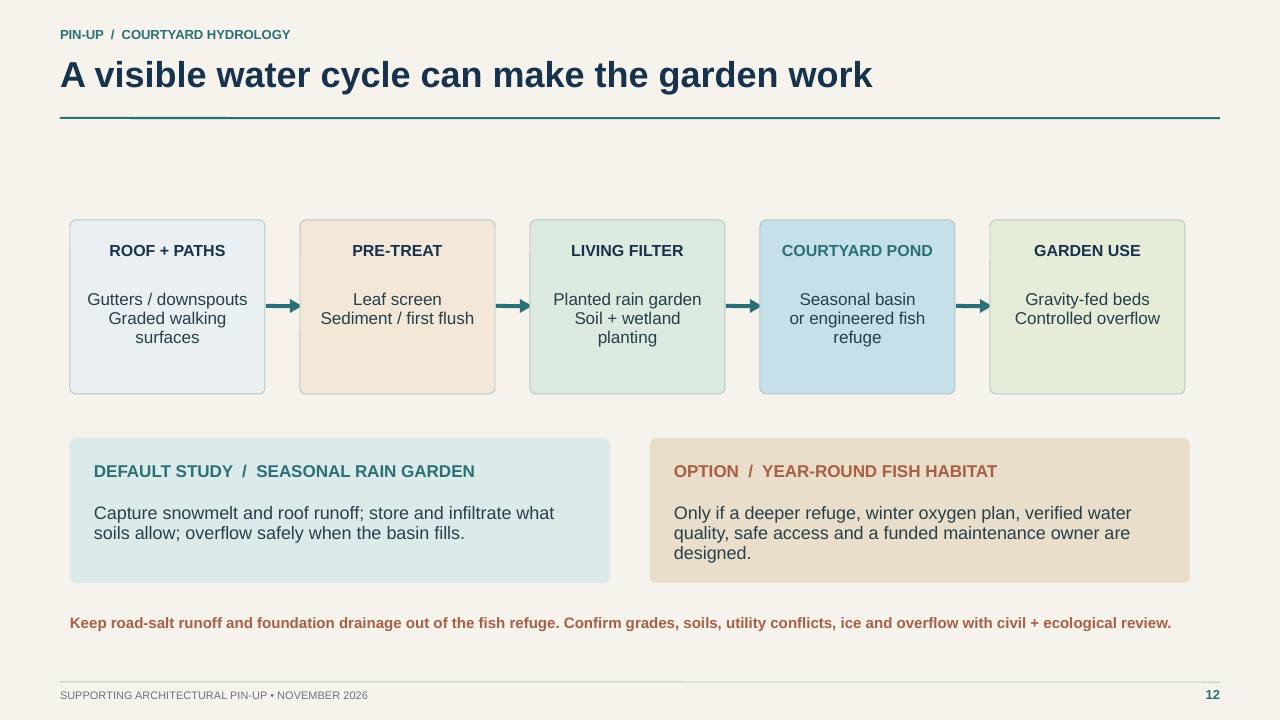 PIN-UP / COURTYARD HYDROLOGY
A visible water cycle can make the garden work
ROOF + PATHS
Gutters / downspouts
Graded walking
surfaces
PRE-TREAT
Leaf screen
Sediment / first flush
LIVING FILTER
Planted rain garden
Soil + wetland
planting
COURTYARD POND
Seasonal basin
or engineered fish
refuge
GARDEN USE
Gravity-fed beds
Controlled overflow
DEFAULT STUDY / SEASONAL RAIN GARDEN
Capture snowmelt and roof runoff; store and infiltrate what
soils allow; overflow safely when the basin fills.
OPTION / YEAR-ROUND FISH HABITAT
Only if a deeper refuge, winter oxygen plan, verified water
quality, safe access and a funded maintenance owner are
designed.
Keep road-salt runoff and foundation drainage out of the fish refuge. Confirm grades, soils, utility conflicts, ice and overflow with civil + ecological review.
SUPPORTING ARCHITECTURAL PIN-UP • NOVEMBER 2026
12